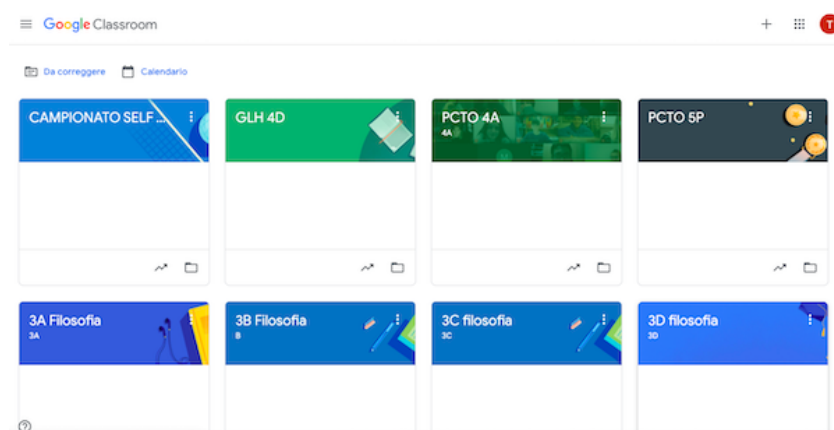 Google Classroom
T
Da correggere
Calendario
CAMPIONATO SELF ...
GLH 4D
PCTO 4A
4A
PCTO 5P
3A Filosofia
3A
3B Filosofia
B
3C filosofia
3C
3D filosofia
3D